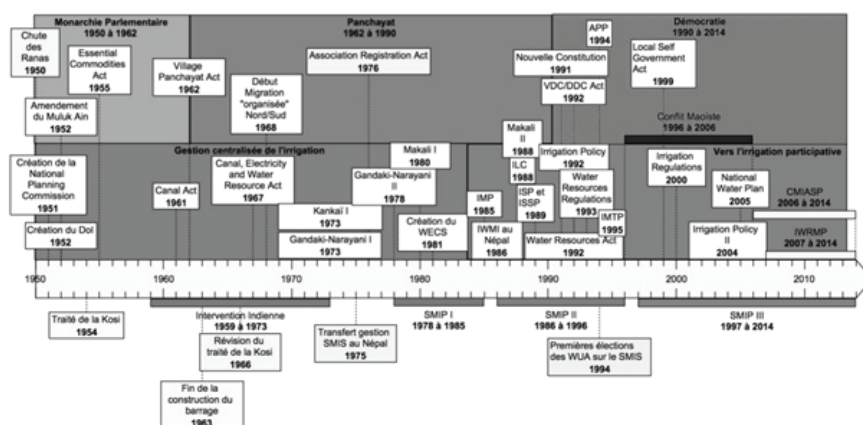 Monarchie Parlementaire
1950 à 1962
Panchayat
1962 à 1990
Démocratie
1990 à 2014
Chute
des
Ranas
1950
Essential
Commodities
Act
1955
Amendement
du Muluk Ain
1952
Village
Panchayat Act
1962
Début
Migration
"organisée"
Nord/Sud
1968
Association Registration Act
1976
APP
1994
Nouvelle Constitution
1991
VDC/DDC Act
1992
Local Self
Government
Act
1999
Confit Maoïste
1996 à 2006
Gestion centralisée de l'irrigation
Vers l'irrigation participative
Création de la
National
Planning
Commission
1951
Création du DoI
1952
Canal Act
1961
Canal, Electricity
and Water
Resource Act
1967
Kankaï I
1973
Gandaki-Narayani I
1973
Makali I
1980
Gandaki-Narayani
II
1978
Création du
WECS
1981
IMP
1985
IWMI au
Népal
1986
Makali
II
1988
ILC
1988
ISP et
ISSP
1989
Irrigation Policy
1992
Water
Resources
Regulations
1993
Water Resources Act
1992
IMTP
1995
Irrigation
Regulations
2000
National
Water Plan
2005
Irrigation Policy
II
2004
CMIASP
2006 à 2014
IWRMP
2007 à 2014
1950
1960
1970
1980
1990
2000
2010
Traité de la Kosi
1954
Intervention Indienne
1959 à 1973
Révision du
traité de la Kosi
1966
Fin de la
construction du
barrage
1963
Transfert gestion
SMIS au Népal
1975
SMIP I
1978 à 1985
SMIP II
1986 à 1996
Premières élections
des WUA sur le SMIS
1994
SMIP III
1997 à 2014